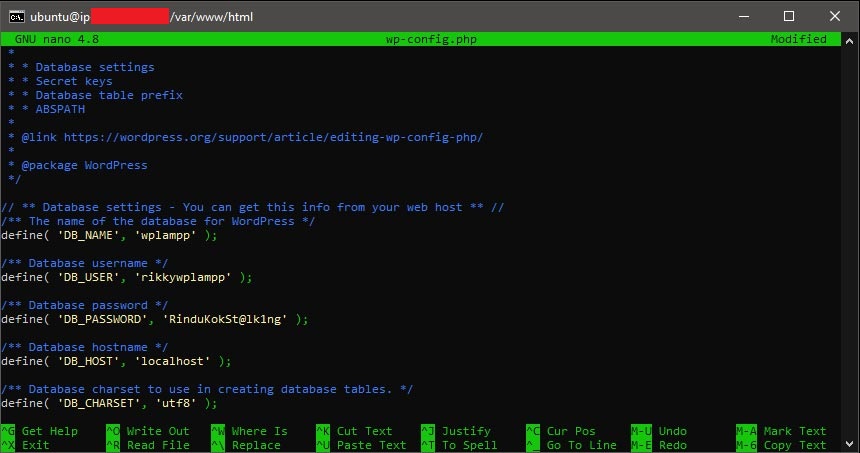 ubuntu@ip /var/www/html
GNU nano 4.8 wp-config.php Modified
*
* * Database settings
* * Secret keys
* * Database table prefix
* * ABSPATH
*
* @link https://wordpress.org/support/article/editing-wp-config-php/
*
* @package WordPress
*/
// ** Database settings - You can get this info from your web host ** //
/** The name of the database for WordPress */
define( 'DB_NAME', 'wplampp' );
/** Database username */
define( 'DB_USER', 'rikkywplampp' );
/** Database password */
define( 'DB_PASSWORD', 'RinduKokSt@lk1ng' );
/** Database hostname */
define( 'DB_HOST', 'localhost' );
/** Database charset to use in creating database tables. */
define( 'DB_CHARSET', 'utf8' );
^G Get Help ^O Write Out ^W Where Is ^K Cut Text ^J Justify ^C Cur Pos M-U Undo M-A Mark Text
^X Exit ^R Read File ^\ Replace ^U Paste Text ^T To Spell ^_ Go To Line M-E Redo M-6 Copy Text